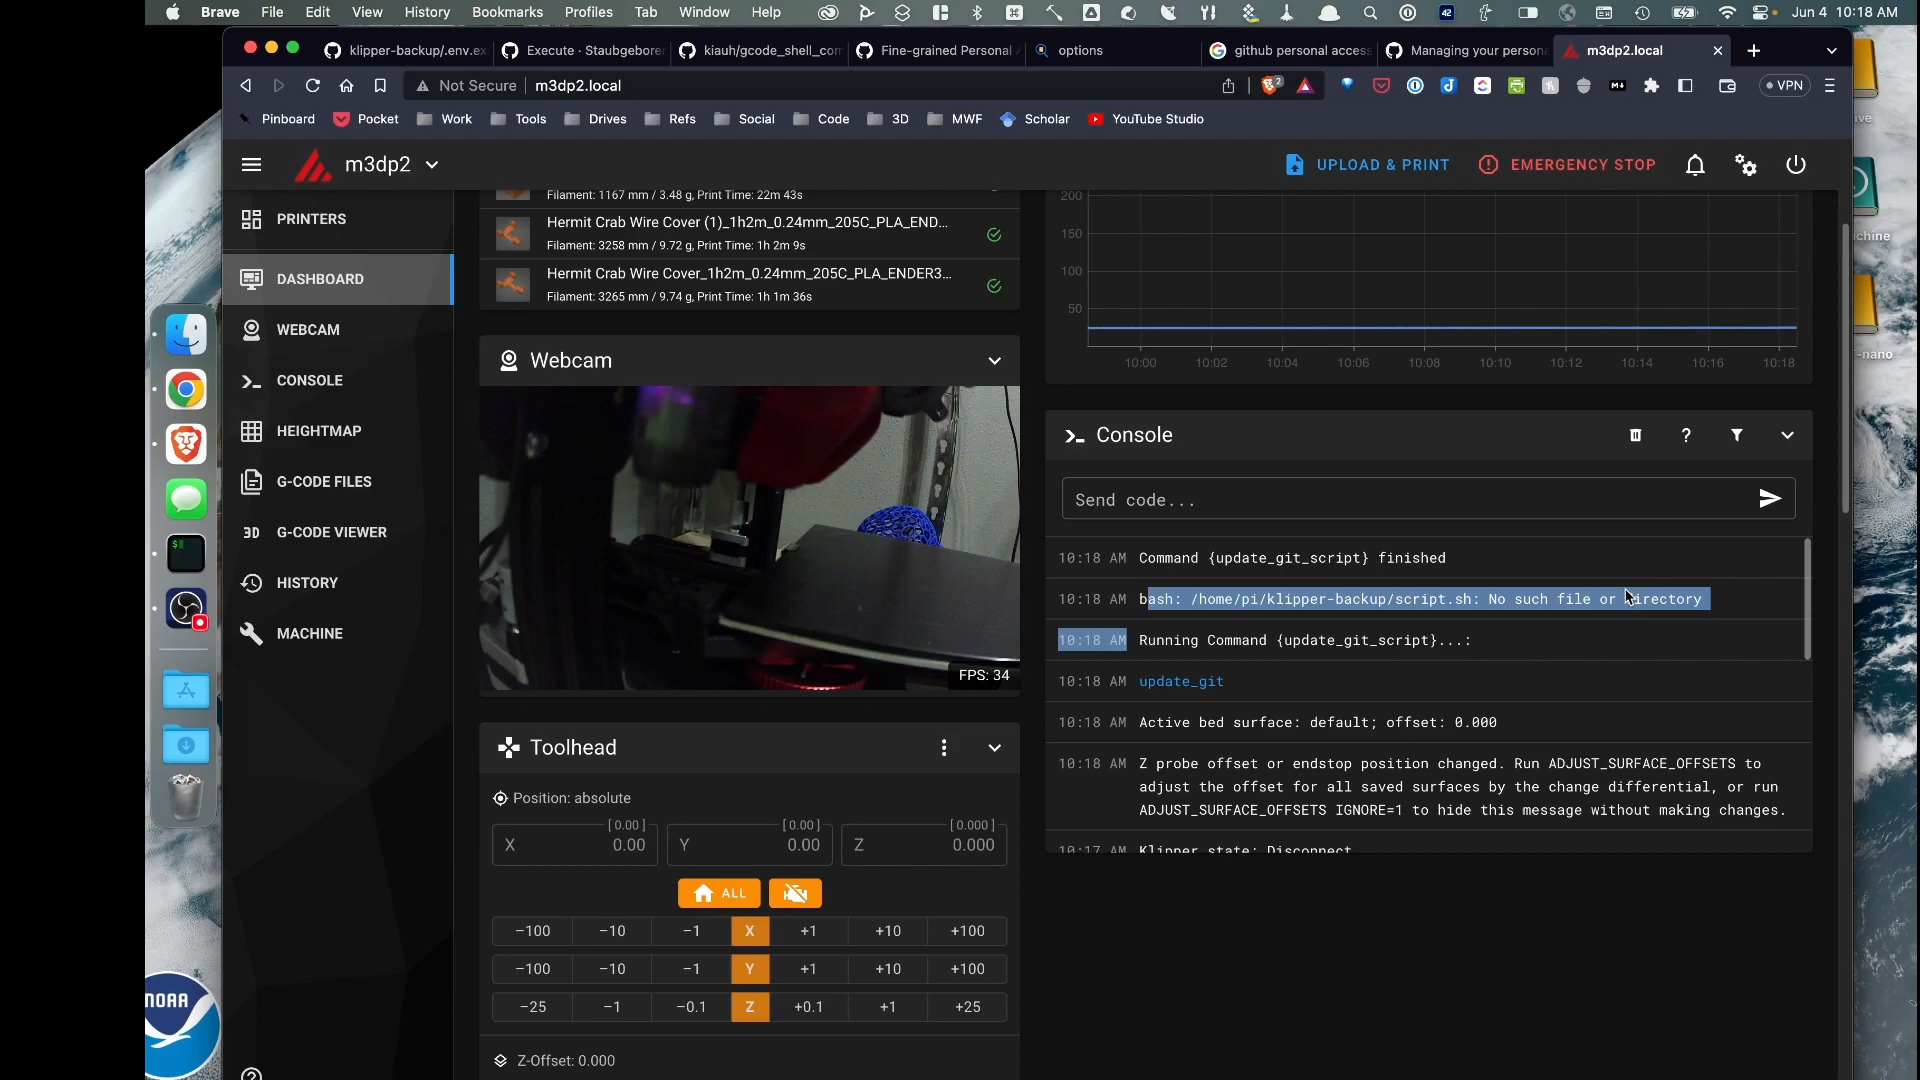 Brave File Edit View History Bookmarks Profiles Tab Window Help 42 Jun 4 10:18 AM
klipper-backup/.env.ex Execute · Staubgeborer kiauh/gcode_shell_com Fine-grained Personal options github personal access Managing your persona m3dp2.local
Not Secure m3dp2.local 2 VPN
Pinboard Pocket Work Tools Drives Refs Social Code 3D MWF Scholar YouTube Studio
m3dp2 UPLOAD & PRINT EMERGENCY STOP
PRINTERS
DASHBOARD
WEBCAM
CONSOLE
HEIGHTMAP
G-CODE FILES
3D G-CODE VIEWER
HISTORY
MACHINE
Filament: 1167 mm / 3.48 g, Print Time: 22m 43s
Hermit Crab Wire Cover (1)_1h2m_0.24mm_205C_PLA_END...
Filament: 3258 mm / 9.72 g, Print Time: 1h 2m 9s
Hermit Crab Wire Cover_1h2m_0.24mm_205C_PLA_ENDER3...
Filament: 3265 mm / 9.74 g, Print Time: 1h 1m 36s
Webcam
FPS: 34
Toolhead
Position: absolute
[ 0.00 ] [ 0.00 ] [ 0.000 ]
X 0.00 Y 0.00 Z 0.000
ALL
−100 −10 −1 X +1 +10 +100
−100 −10 −1 Y +1 +10 +100
−25 −1 −0.1 Z +0.1 +1 +25
Z-Offset: 0.000
200
150
100
50
10:00 10:02 10:04 10:06 10:08 10:10 10:12 10:14 10:16 10:18
Console
Send code...
10:18 AM Command {update_git_script} finished
10:18 AM bash: /home/pi/klipper-backup/script.sh: No such file or directory
10:18 AM Running Command {update_git_script}...:
10:18 AM update_git
10:18 AM Active bed surface: default; offset: 0.000
10:18 AM Z probe offset or endstop position changed. Run ADJUST_SURFACE_OFFSETS to
adjust the offset for all saved surfaces by the change differential, or run
ADJUST_SURFACE_OFFSETS IGNORE=1 to hide this message without making changes.
10:17 AM Klipper state: Disconnect
ive
chine
-nano
NOAA